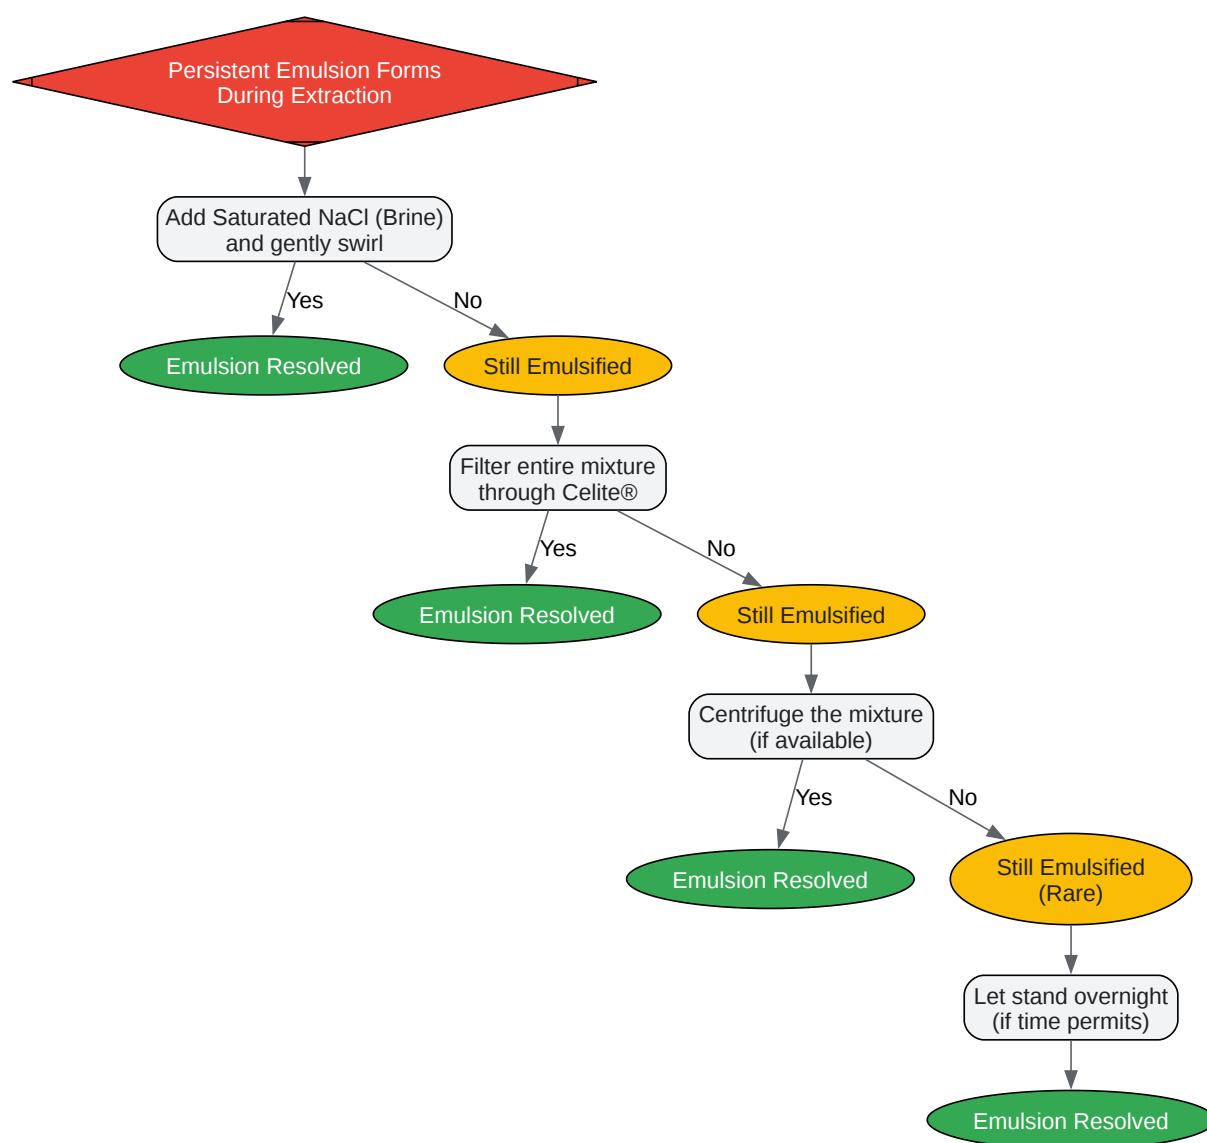 Persistent Emulsion Forms
During Extraction
Add Saturated NaCl (Brine)
and gently swirl
Yes
No
Emulsion Resolved
Still Emulsified
Filter entire mixture
through Celite®
Yes
No
Emulsion Resolved
Still Emulsified
Centrifuge the mixture
(if available)
Yes
No
Emulsion Resolved
Still Emulsified
(Rare)
Let stand overnight
(if time permits)
Emulsion Resolved